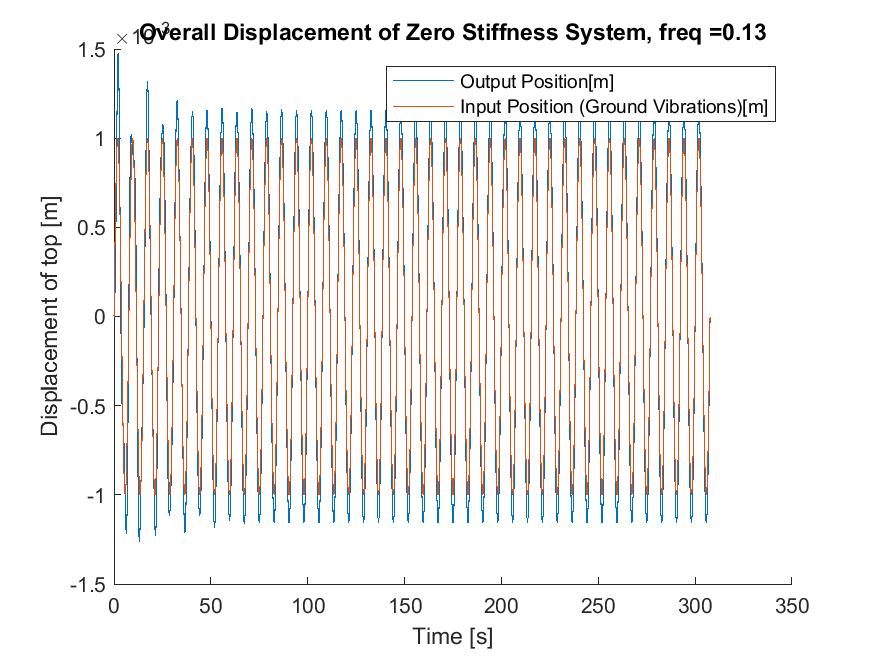 ×10-3
Overall Displacement of Zero Stiffness System, freq =0.13
1.5
Output Position[m]
Input Position (Ground Vibrations)[m]
1
0.5
0
-0.5
-1
-1.5
Displacement of top [m]
0 50 100 150 200 250 300 350
Time [s]